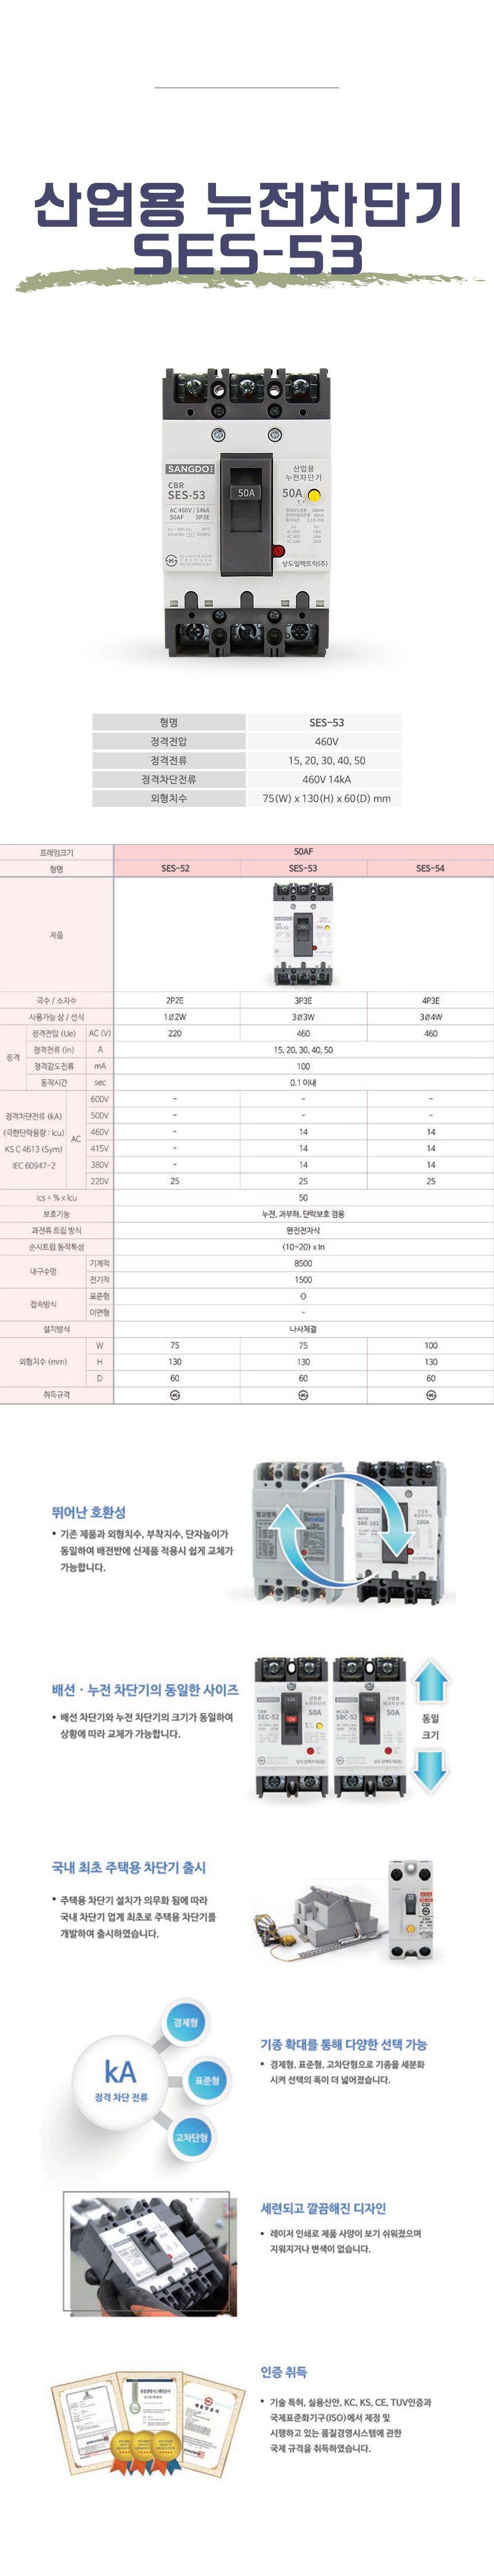 산업용 누전차단기
SES-53
SANGDO!
CBR
SES-53
AC 460V / 14kA
50AF 3P3E
50A
산업용
누전차단기
50A
상도일렉트릭(주)
형명 SES-53
정격전압 460V
정격전류 15, 20, 30, 40, 50
정격차단전류 460V 14kA
외형치수 75(W) x 130(H) x 60(D) mm
프레임크기 50AF
형명 SES-52 SES-53 SES-54
제품
극수 / 소자수 2P2E 3P3E 4P3E
사용가능 상 / 선식 1Ø2W 3Ø3W 3Ø4W
정격 정격전압 (Ue) AC (V) 220 460 460
정격전류 (In) A 15, 20, 30, 40, 50
정격감도전류 mA 100
동작시간 sec 0.1 이내
정격차단전류 (kA)
(극한단락용량 : Icu)
KS C 4613 (Sym)
IEC 60947-2
AC
600V - - -
500V - - -
460V - 14 14
415V - 14 14
380V - 14 14
220V 25 25 25
Ics = % x Icu 50
보호기능 누전, 과부하, 단락보호 겸용
과전류 트립 방식 완전전자식
순시트립 동작특성 (10~20) x In
내구수명 기계적 8500
전기적 1500
접속방식 표준형 O
이면형 -
설치방식 나사체결
외형치수 (mm) W 75 75 100
H 130 130 130
D 60 60 60
취득규격
뛰어난 호환성
• 기존 제품과 외형치수, 부착치수, 단자높이가
동일하여 배전반에 신제품 적용시 쉽게 교체가
가능합니다.
SANGDO!
100A
배선 · 누전 차단기의 동일한 사이즈
• 배선 차단기와 누전 차단기의 크기가 동일하여
상황에 따라 교체가 가능합니다.
SEC-52
50A
SBC-52
50A
동일
크기
국내 최초 주택용 차단기 출시
• 주택용 차단기 설치가 의무화 됨에 따라
국내 차단기 업계 최초로 주택용 차단기를
개발하여 출시하였습니다.
32
C32
kA
정격 차단 전류
경제형
표준형
고차단형
기종 확대를 통해 다양한 선택 가능
• 경제형, 표준형, 고차단형으로 기종을 세분화
시켜 선택의 폭이 더 넓어졌습니다.
세련되고 깔끔해진 디자인
• 레이저 인쇄로 제품 사양이 보기 쉬워졌으며
지워지거나 변색이 없습니다.
인증 취득
• 기술 특허, 실용신안, KC, KS, CE, TUV인증과
국제표준화기구(ISO)에서 제정 및
시행하고 있는 품질경영시스템에 관한
국제 규격을 취득하였습니다.